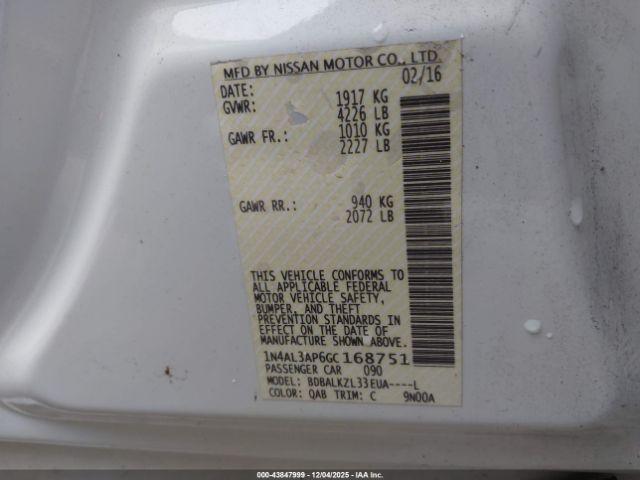 MFD BY NISSAN MOTOR CO., LTD.
DATE: 02/16
GVWR: 1917 KG
4226 LB
GAWR FR.: 1010 KG
2227 LB
GAWR RR.: 940 KG
2072 LB
THIS VEHICLE CONFORMS TO
ALL APPLICABLE FEDERAL
MOTOR VEHICLE SAFETY,
BUMPER, AND THEFT
PREVENTION STANDARDS IN
EFFECT ON THE DATE OF
MANUFACTURE SHOWN ABOVE.
1N4AL3AP6GC168751
PASSENGER CAR 090
MODEL: BDBALKZL33EUA----L
COLOR: QAB TRIM: C 9N00A
000-43847999 - 12/04/2025 - IAAI.COM